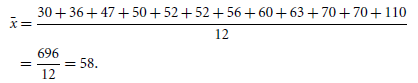 x̄ = 30 + 36 + 47 + 50 + 52 + 52 + 56 + 60 + 63 + 70 + 70 + 110 / 12
= 696 / 12 = 58.